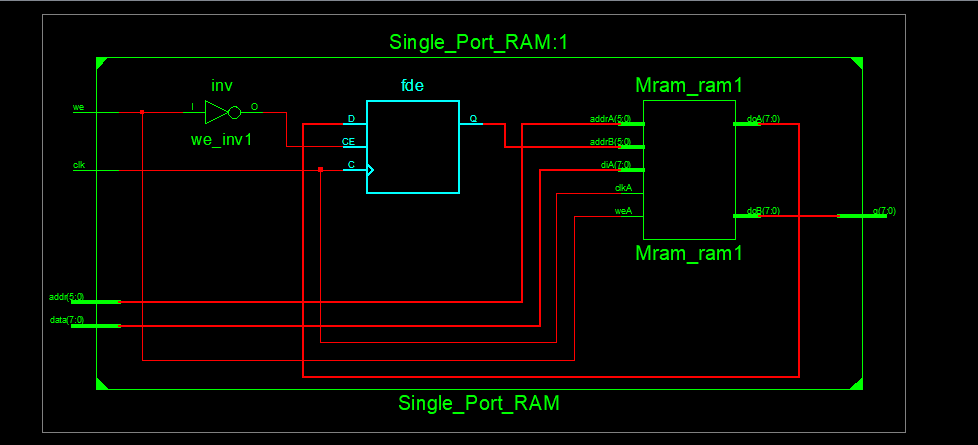 Single_Port_RAM:1
inv
fde
Mram_ram1
we
I
O
we_inv1
D
Q
CE
C
clk
addrA(5:0)
addrB(5:0)
diA(7:0)
clkA
weA
doA(7:0)
doB(7:0)
q(7:0)
Mram_ram1
addr(5:0)
data(7:0)
Single_Port_RAM